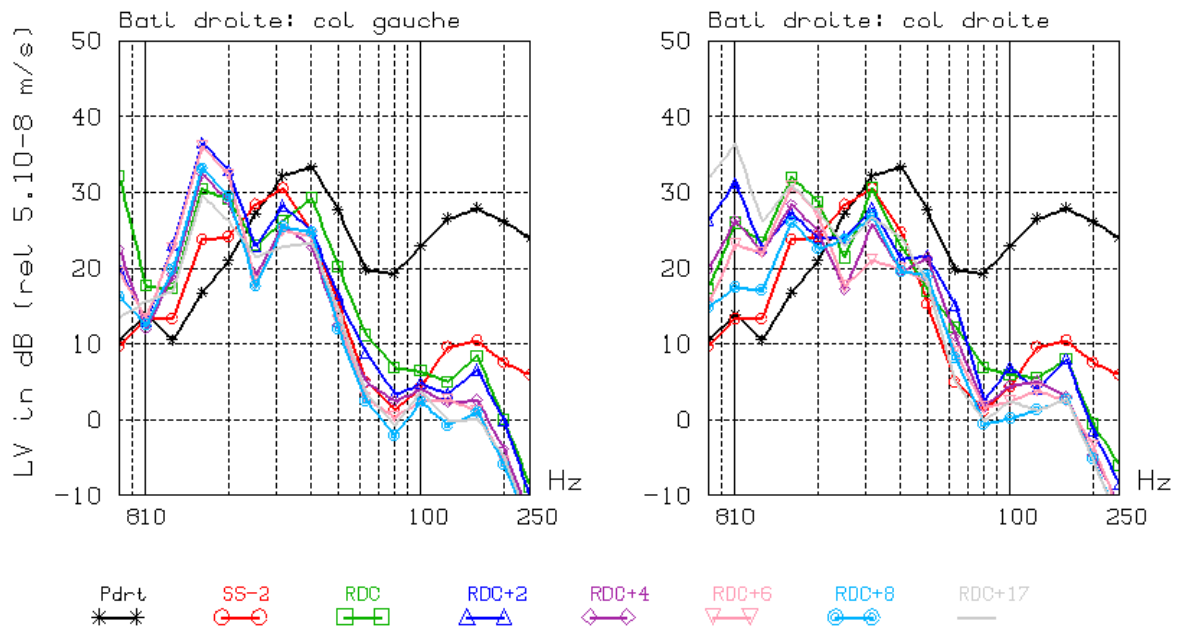 Bati droite: col gauche
Bati droite: col droite
LV in dB (rel 5.10-8 m/s)
50
40
30
20
10
0
-10
810
100
250
Hz
50
40
30
20
10
0
-10
810
100
250
Hz
Pdrt
SS-2
RDC
RDC+2
RDC+4
RDC+6
RDC+8
RDC+17